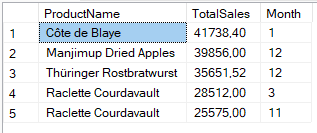 ProductName TotalSales Month
1 Côte de Blaye 41738,40 1
2 Manjimup Dried Apples 39856,00 12
3 Thüringer Rostbratwurst 35651,52 12
4 Raclette Courdavault 28512,00 3
5 Raclette Courdavault 25575,00 11